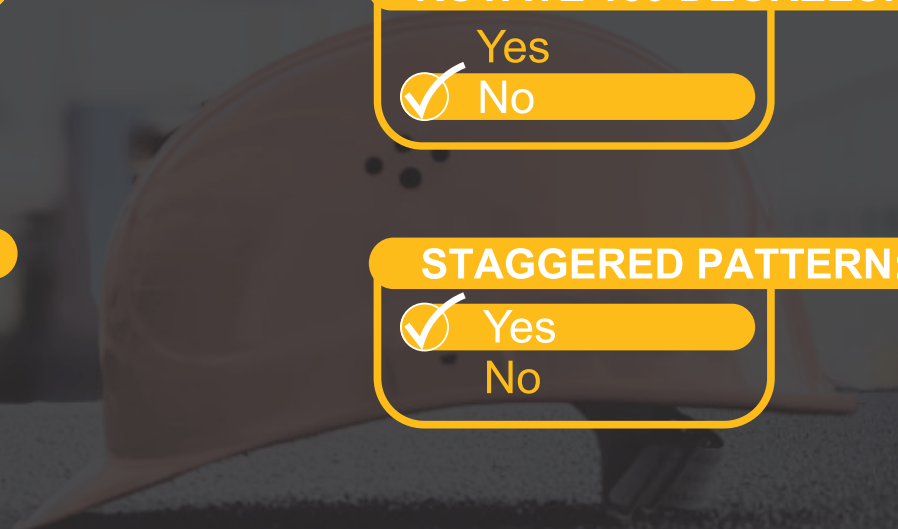 Yes
No
STAGGERED PATTERN:
Yes
No